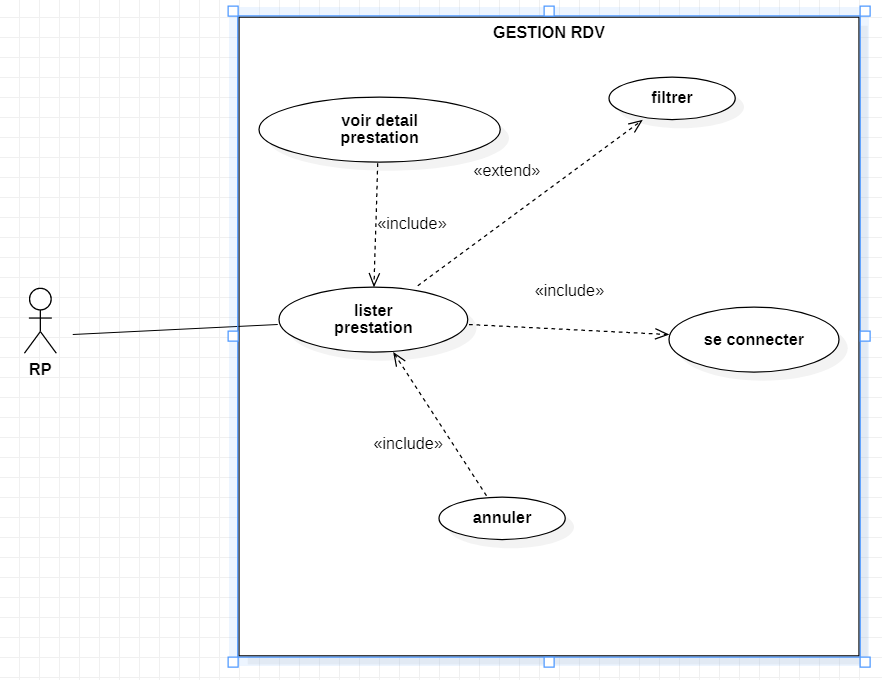 GESTION RDV
filtrer
voir detail
prestation
«extend»
«include»
«include»
lister
prestation
se connecter
RP
«include»
annuler